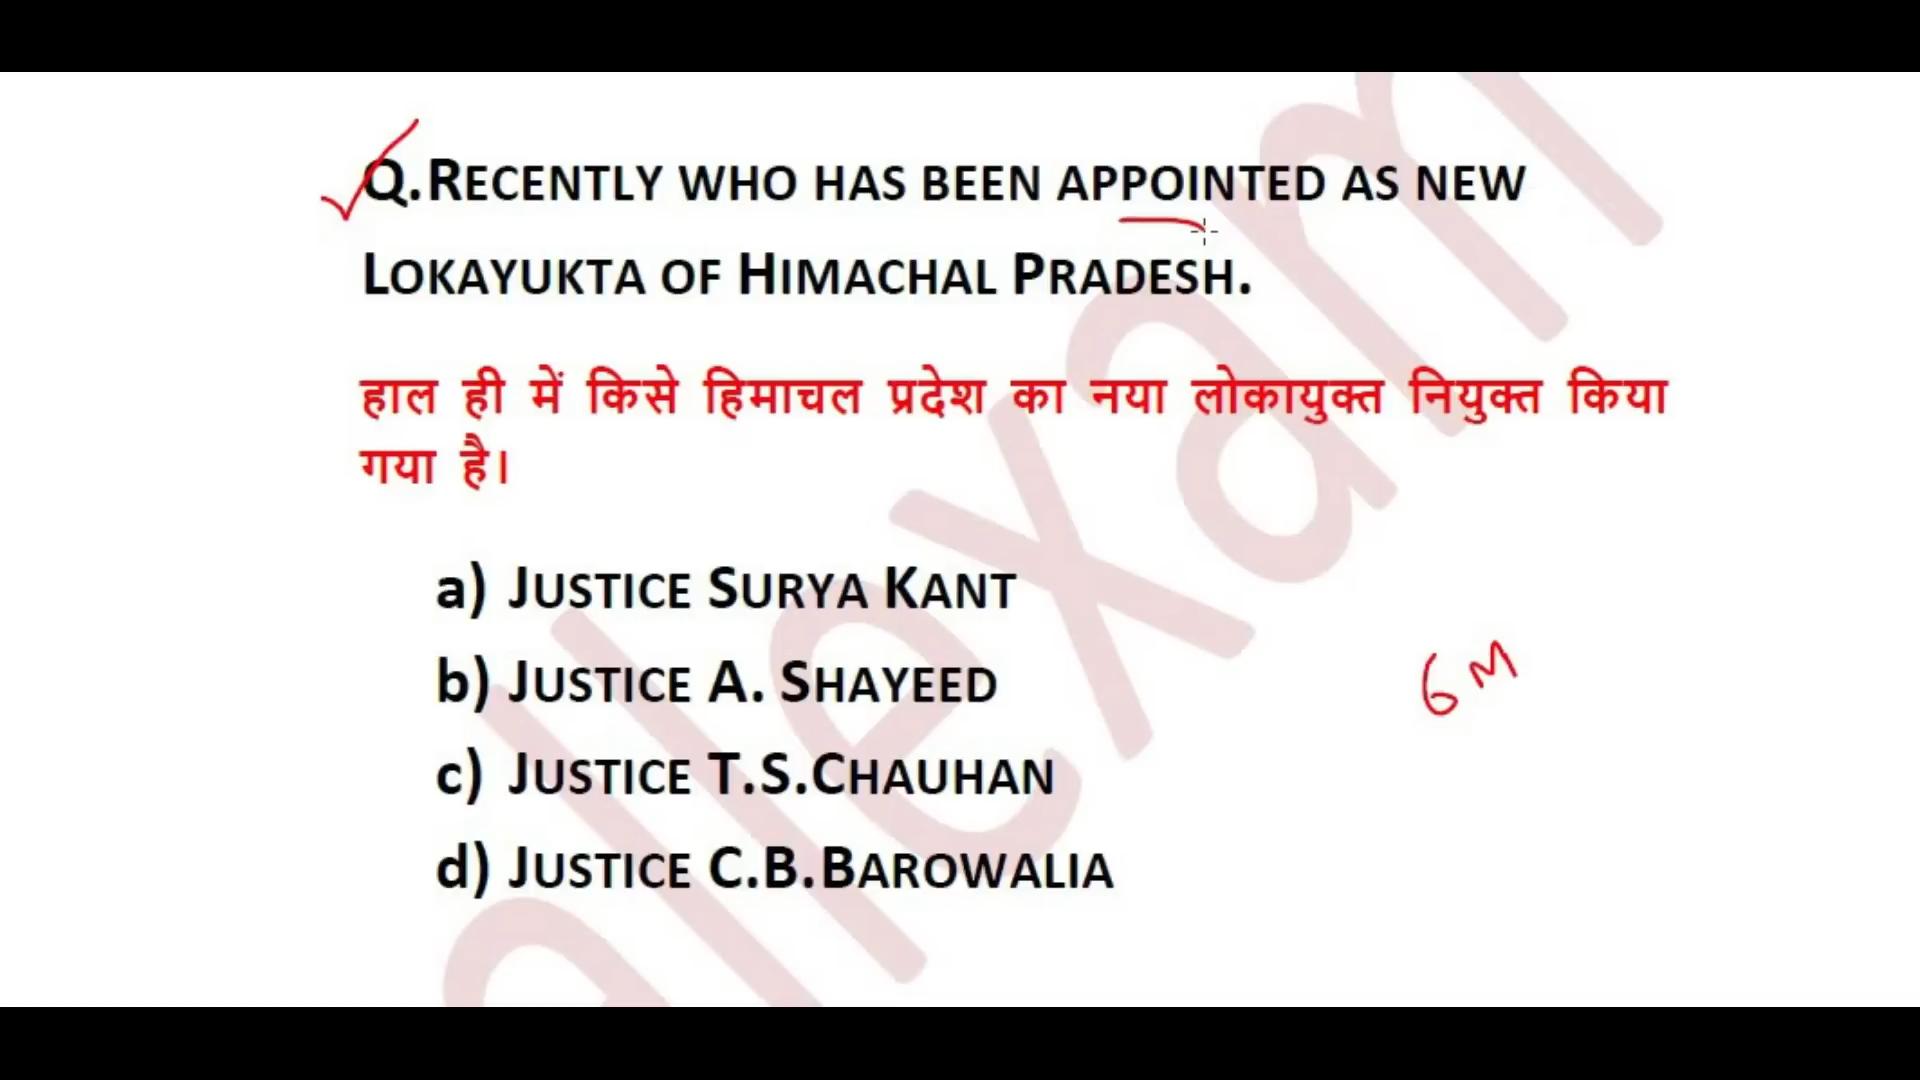 Q.RECENTLY WHO HAS BEEN APPOINTED AS NEW
LOKAYUKTA OF HIMACHAL PRADESH.
हाल ही में किसे हिमाचल प्रदेश का नया लोकायुक्त नियुक्त किया
गया है।
a) JUSTICE SURYA KANT
b) JUSTICE A. SHAYEED
6M
c) JUSTICE T.S.CHAUHAN
d) JUSTICE C.B.BAROWALIA
allexam